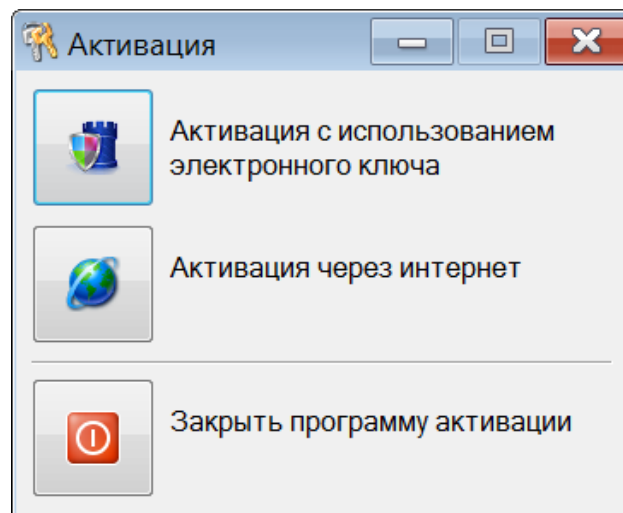 Активация
Активация с использованием
электронного ключа
Активация через интернет
Закрыть программу активации